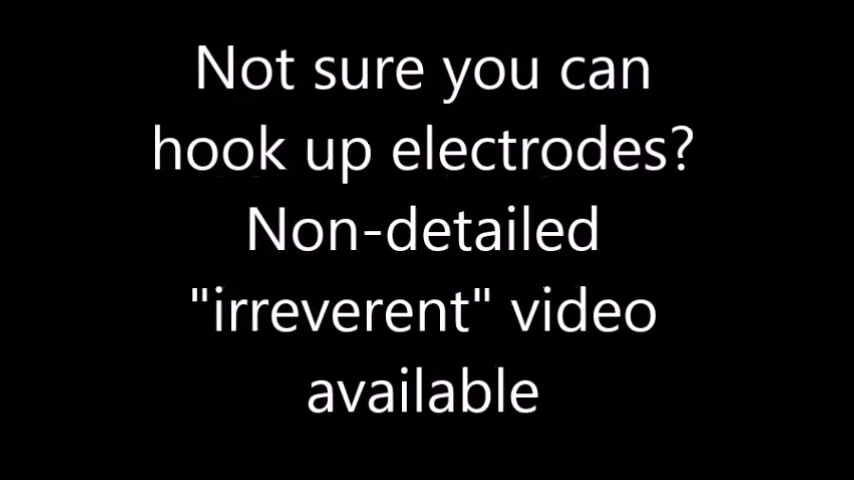 Not sure you can
hook up electrodes?
Non-detailed
"irreverent" video
available